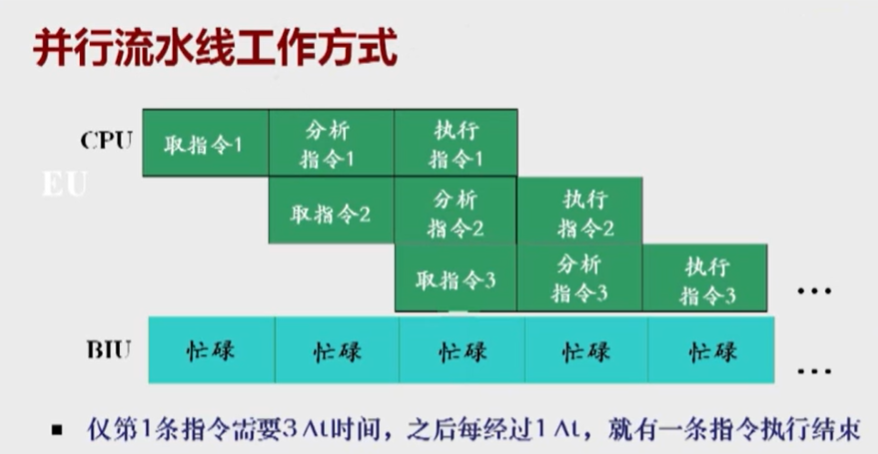 并行流水线工作方式
CPU
取指令1
分析
指令1
执行
指令1
EU
取指令2
分析
指令2
执行
指令2
取指令3
分析
指令3
执行
指令3
...
BIU
忙碌
忙碌
忙碌
忙碌
忙碌
...
■ 仅第1条指令需要3Δt时间，之后每经过1Δt，就有一条指令执行结束